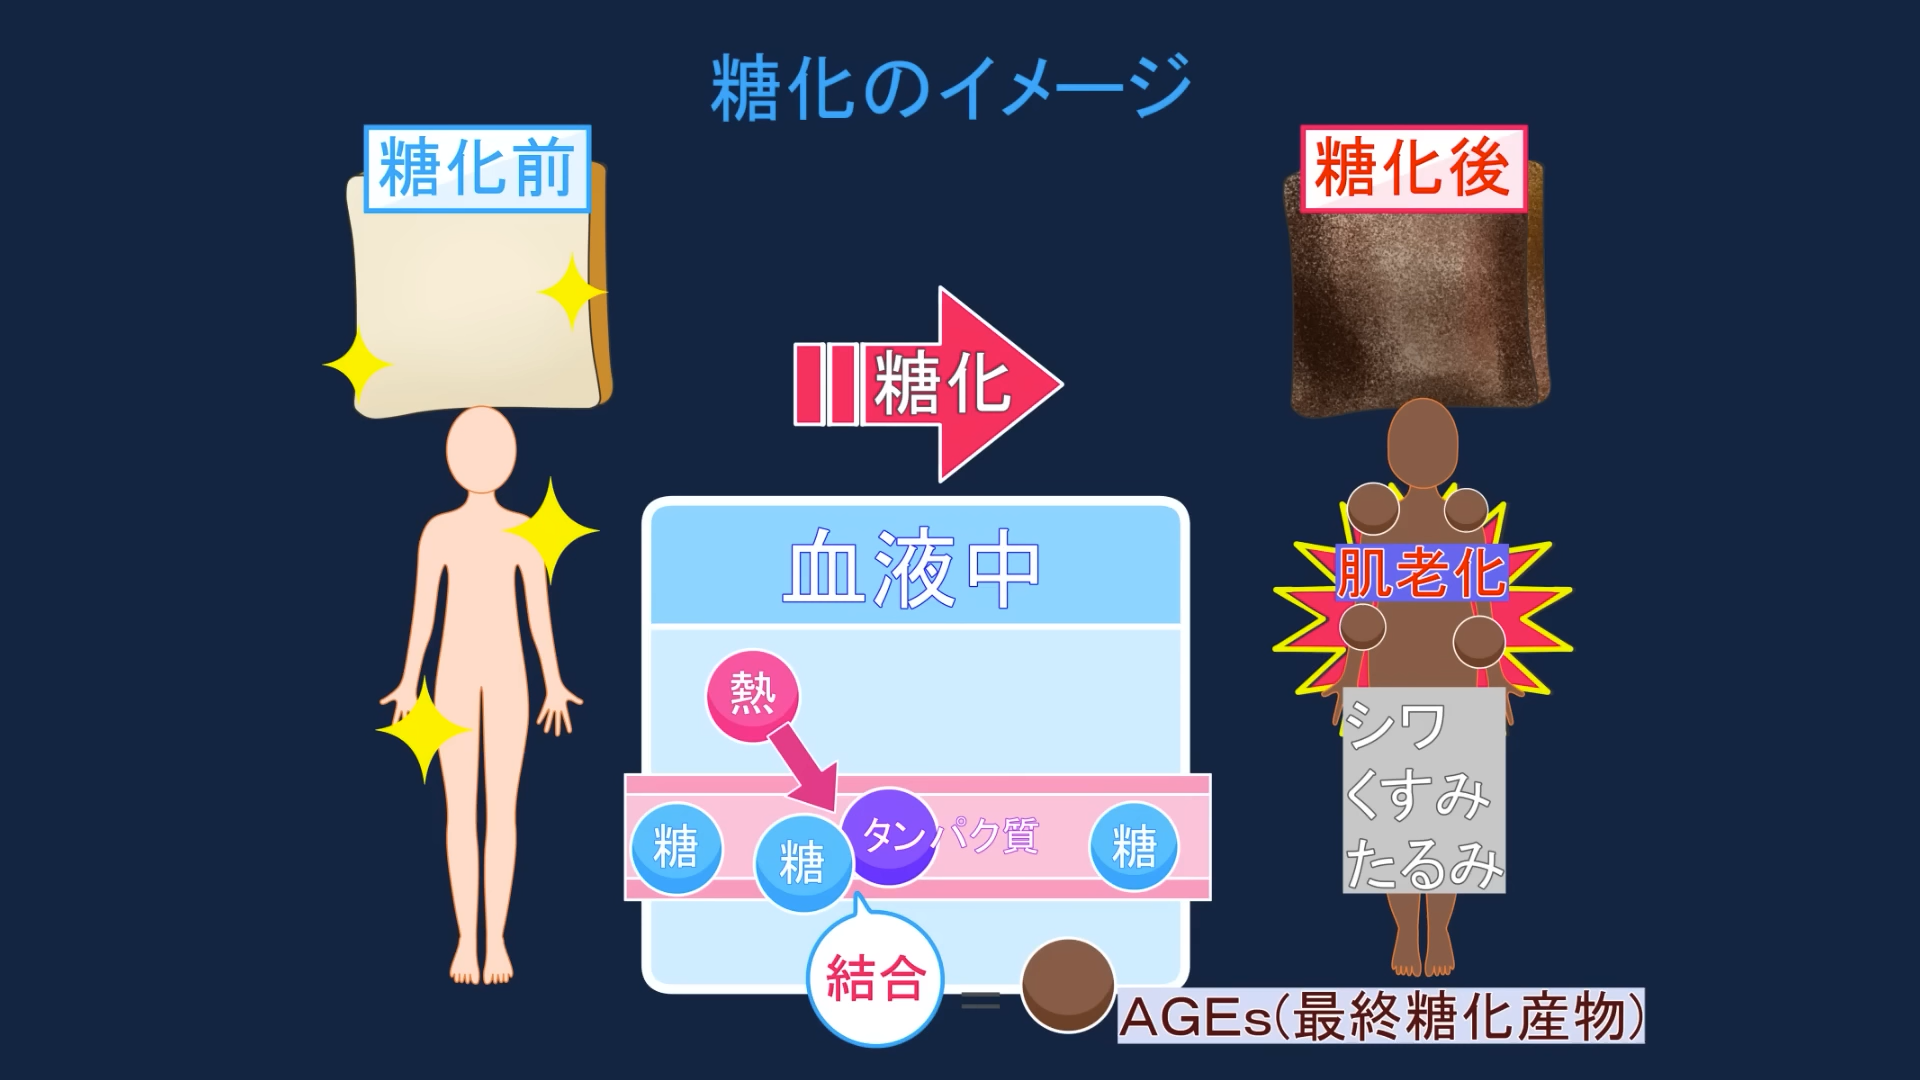 糖化のイメージ
糖化前
糖化後
糖化
血液中
熱
糖
糖
タンパク質
糖
結合
=
AGEs(最終糖化産物)
肌老化
シワ
くすみ
たるみ